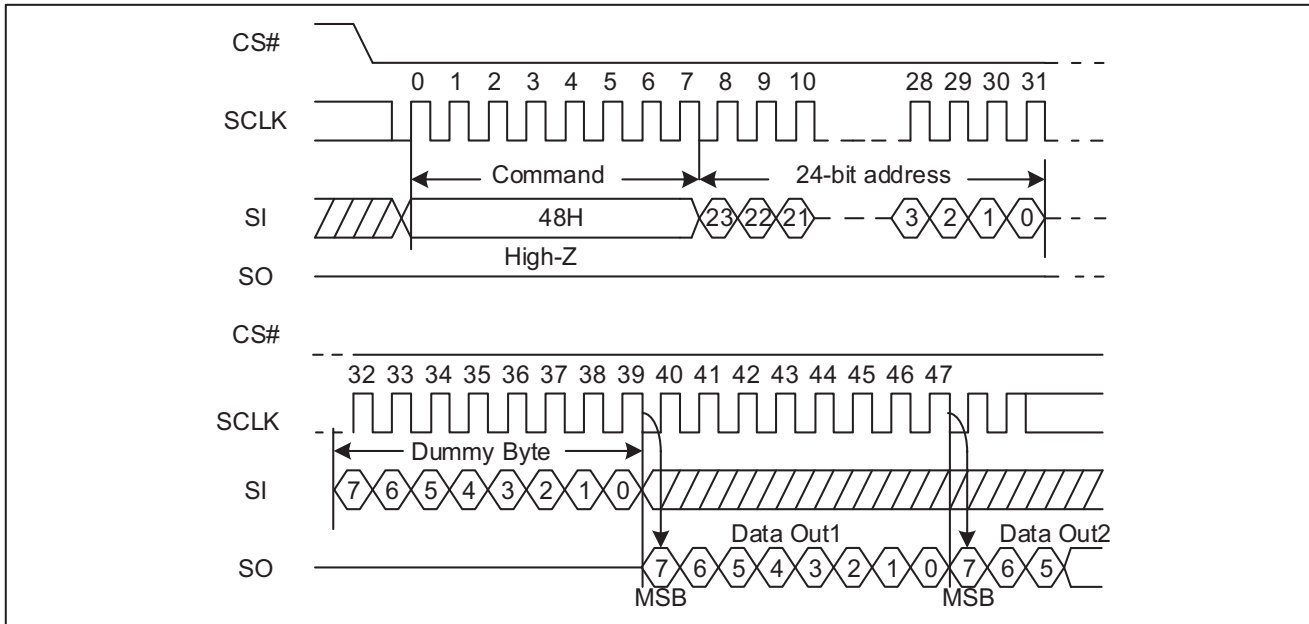 CS#
0 1 2 3 4 5 6 7 8 9 10 28 29 30 31
SCLK
Command 24-bit address
SI 48H 23 22 21 3 2 1 0
High-Z
SO
CS#
32 33 34 35 36 37 38 39 40 41 42 43 44 45 46 47
SCLK
Dummy Byte
SI 7 6 5 4 3 2 1 0
Data Out1 Data Out2
SO 7 6 5 4 3 2 1 0 7 6 5
MSB MSB